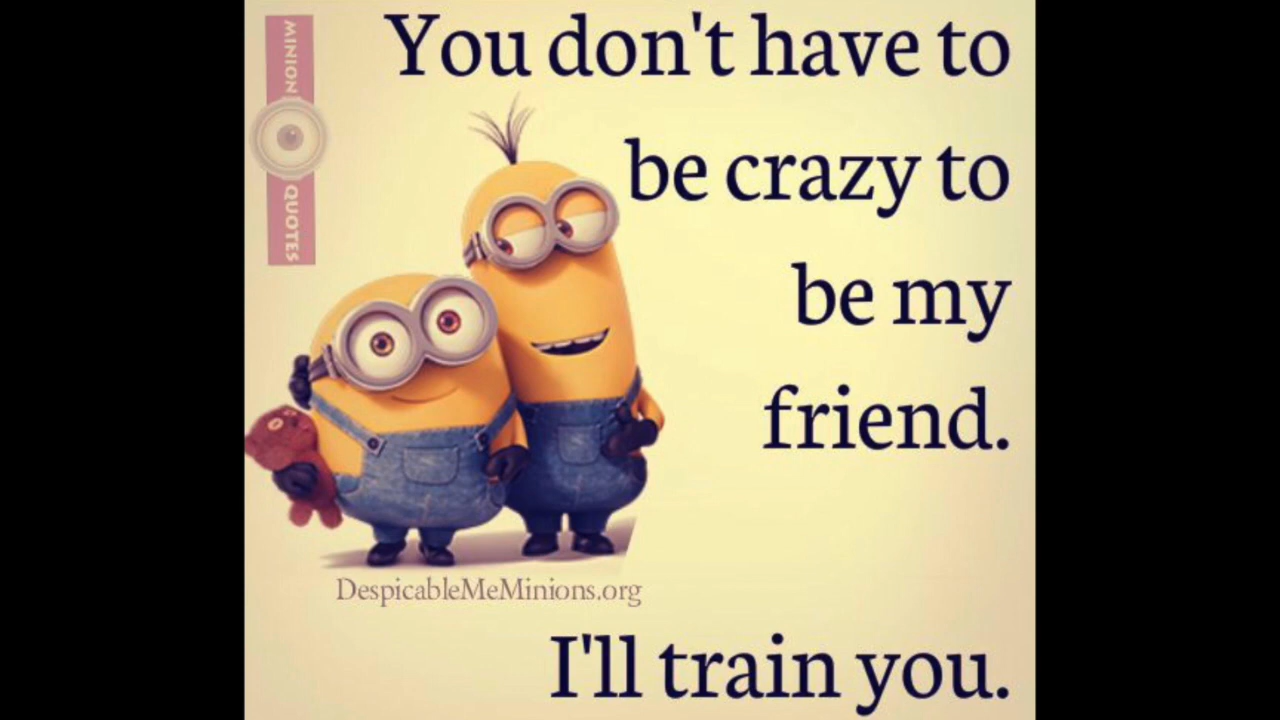 MINION
QUOTES
You don't have to
be crazy to
be my
friend.
DespicableMeMinions.org
I'll train you.